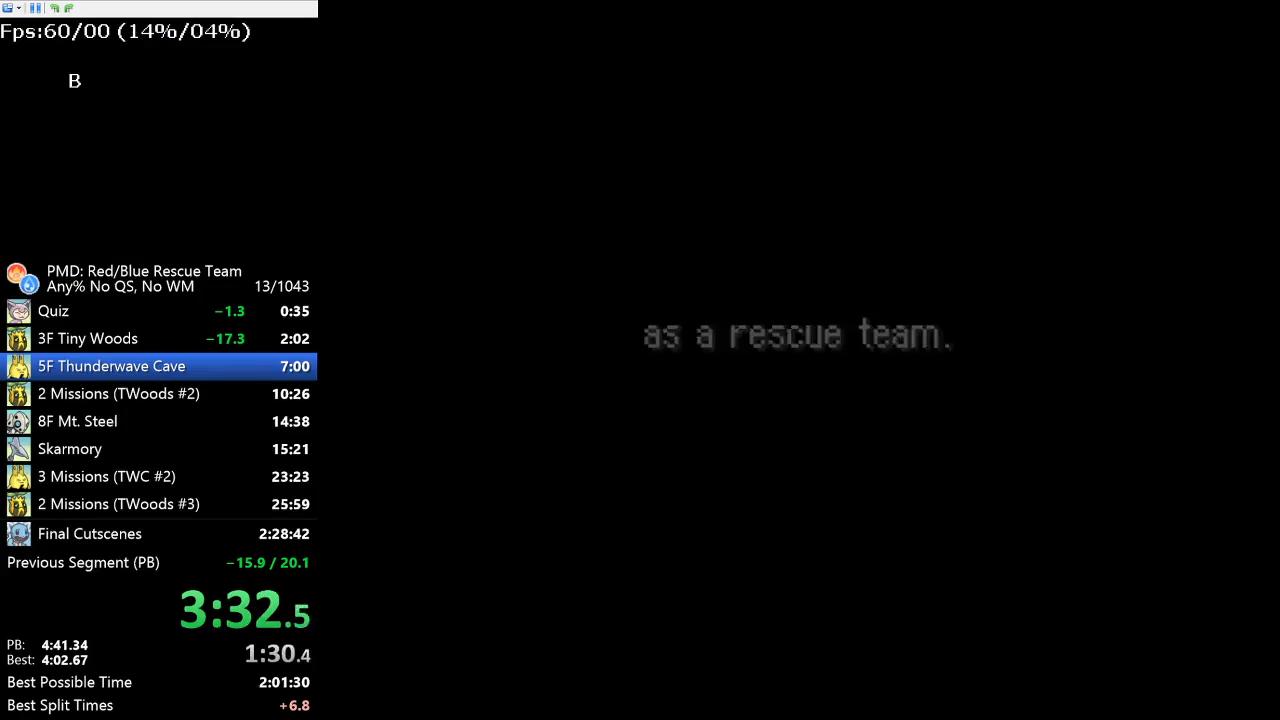 Fps:60/00 (14%/04%)
B
PMD: Red/Blue Rescue Team
Any% No QS, No WM 13/1043
Quiz −1.3 0:35
3F Tiny Woods −17.3 2:02
5F Thunderwave Cave 7:00
2 Missions (TWoods #2) 10:26
8F Mt. Steel 14:38
Skarmory 15:21
3 Missions (TWC #2) 23:23
2 Missions (TWoods #3) 25:59
Final Cutscenes 2:28:42
Previous Segment (PB) −15.9 / 20.1
3:32.5
PB: 4:41.34
Best: 4:02.67
1:30.4
Best Possible Time 2:01:30
Best Split Times +6.8
as a rescue team.